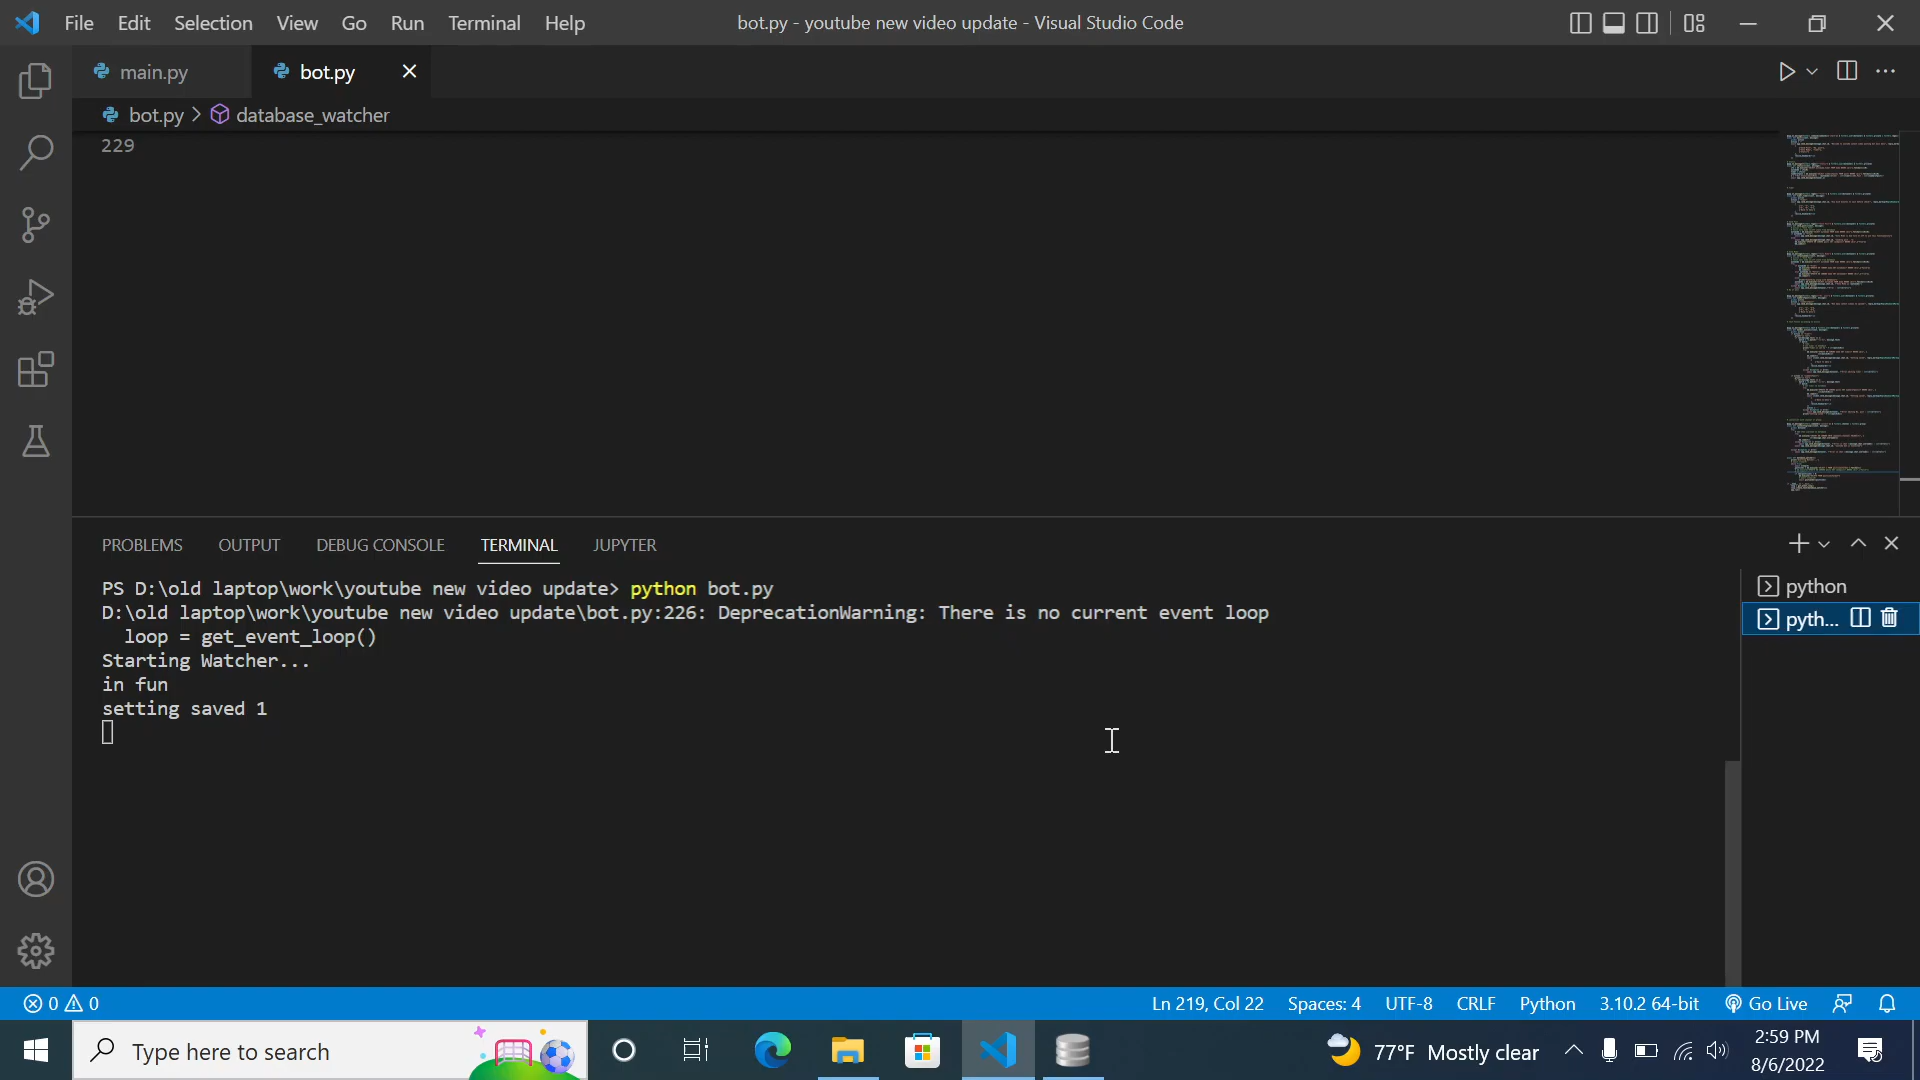 File Edit Selection View Go Run Terminal Help
bot.py - youtube new video update - Visual Studio Code
main.py
bot.py
bot.py > database_watcher
229
PROBLEMS OUTPUT DEBUG CONSOLE TERMINAL JUPYTER
PS D:\old laptop\work\youtube new video update> python bot.py
D:\old laptop\work\youtube new video update\bot.py:226: DeprecationWarning: There is no current event loop
loop = get_event_loop()
Starting Watcher...
in fun
setting saved 1
python
pyth...
0 0
Ln 219, Col 22 Spaces: 4 UTF-8 CRLF Python 3.10.2 64-bit Go Live
Type here to search
77°F Mostly clear
2:59 PM
8/6/2022